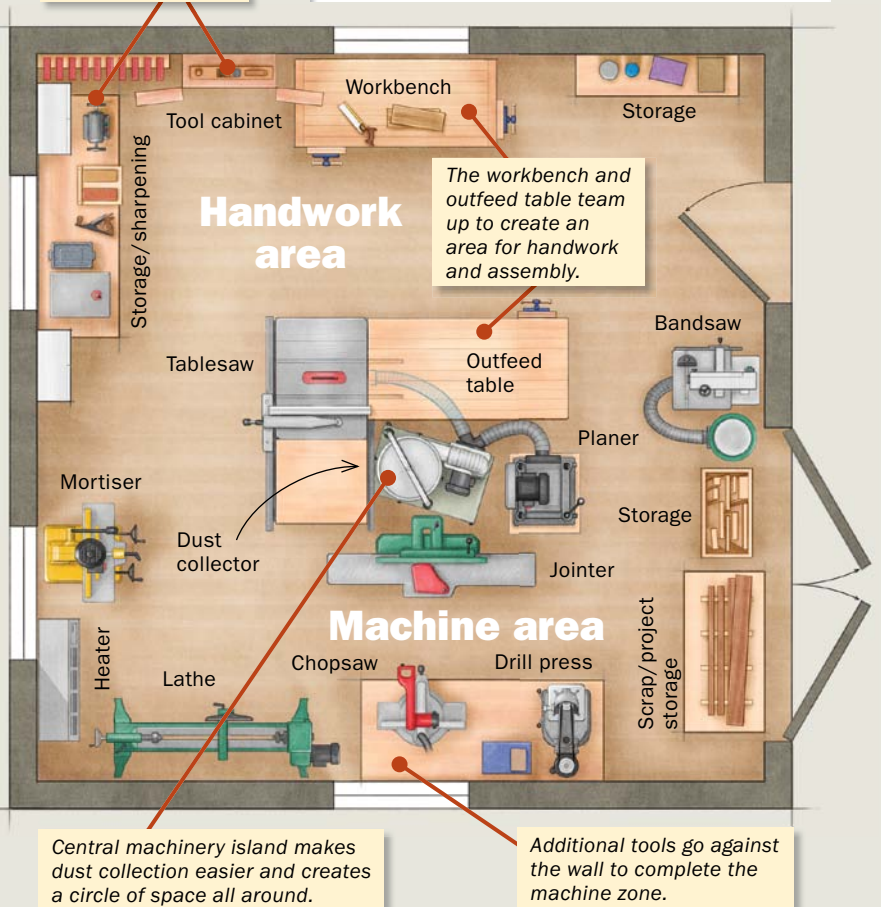 Workbench
Tool cabinet
Storage
Storage/sharpening
Handwork
area
The workbench and
outfeed table team
up to create an
area for handwork
and assembly.
Bandsaw
Tablesaw
Outfeed
table
Planer
Mortiser
Storage
Dust
collector
Jointer
Machine area
Heater
Lathe
Chopsaw
Drill press
Scrap/project
storage
Central machinery island makes
dust collection easier and creates
a circle of space all around.
Additional tools go against
the wall to complete the
machine zone.